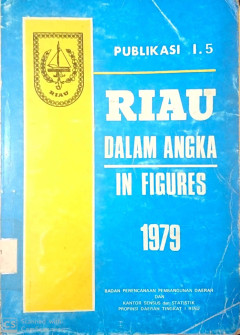 PUBLIKASI I.5
RIAU
RIAU
DALAM ANGKA
IN FIGURES
1979
BADAN PERENCANAAN PEMBANGUNAN DAERAH
DAN
KANTOR SENSUS dan STATISTIK
PROPINSI DAERAH TINGKAT I RIAU